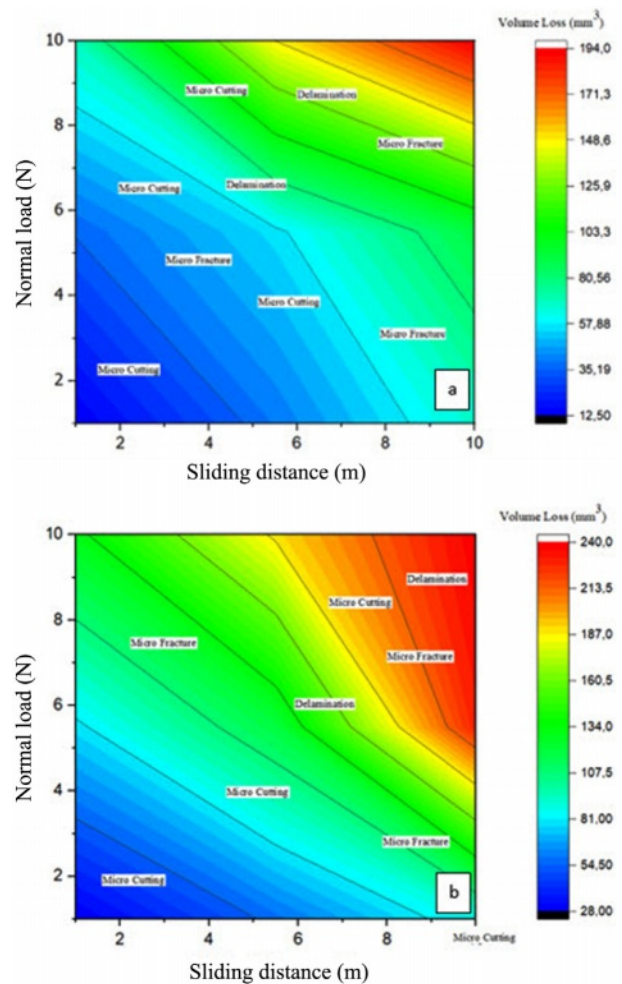 Volume Loss (mm³)
10
194,0
Micro Cutting
Delamination
171,3
8
Micro Fracture
148,6
Normal load (N)
Micro Cutting
Delamination
125,9
6
103,3
Micro Fracture
80,56
4
Micro Cutting
57,88
Micro Fracture
35,19
2
Micro Cutting
a
12,50
2 4 6 8 10
Sliding distance (m)
Volume Loss (mm³)
10
240,0
Delamination
213,5
Micro Cutting
8
187,0
Micro Fracture
Micro Fracture
160,5
Normal load (N)
6
Delamination
134,0
107,5
4
Micro Cutting
81,00
Micro Fracture
54,50
2
Micro Cutting
b
28.00
2 4 6 8 10
Micro Cutting
Sliding distance (m)